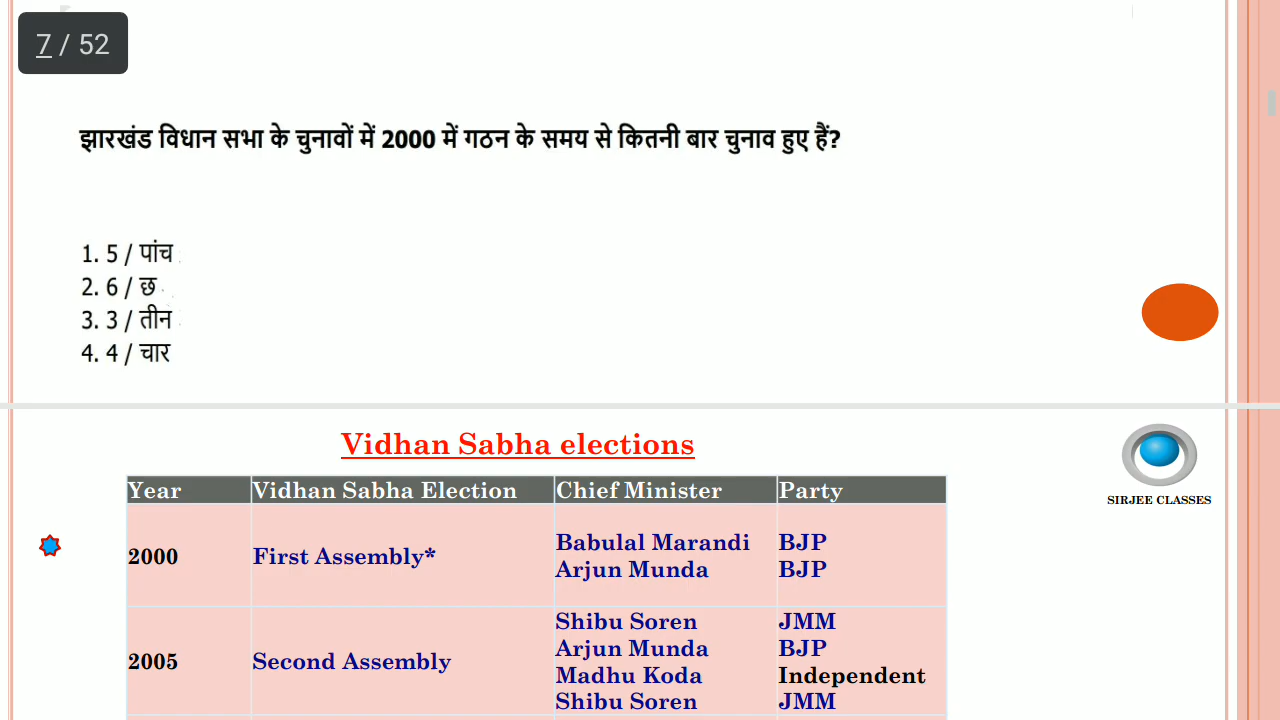 7 / 52
झारखंड विधान सभा के चुनावों में 2000 में गठन के समय से कितनी बार चुनाव हुए हैं?
1. 5 / पांच
2. 6 / छ
3. 3 / तीन
4. 4 / चार
Vidhan Sabha elections
SIRJEE CLASSES
Year Vidhan Sabha Election Chief Minister Party
2000 First Assembly* Babulal Marandi BJP
Arjun Munda BJP
2005 Second Assembly Shibu Soren JMM
Arjun Munda BJP
Madhu Koda Independent
Shibu Soren JMM